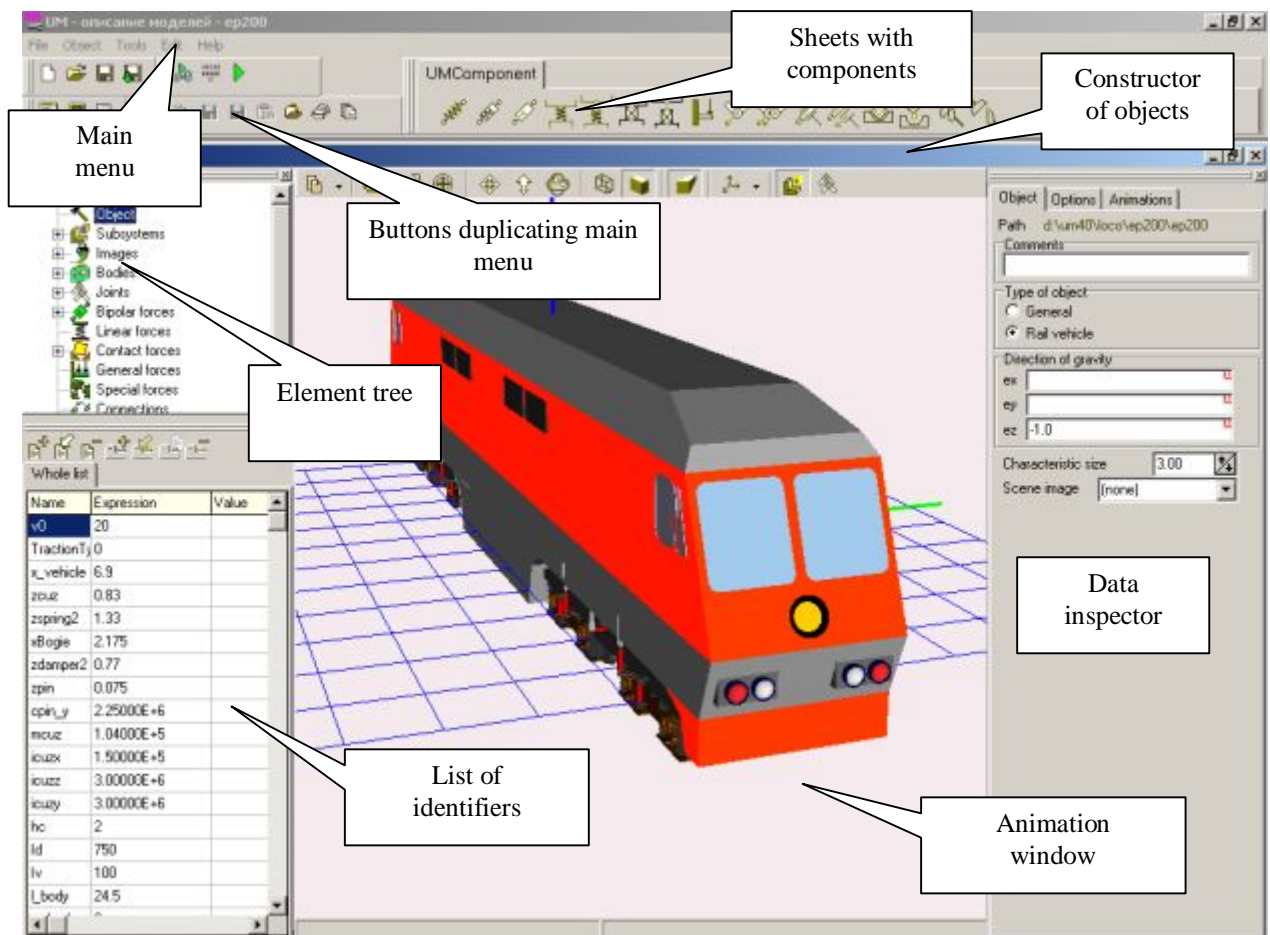 UM - описание моделей - ep200
File Object Tools Edit Help
Sheets with
components
Constructor
of objects
UMComponent
Main
menu
Buttons duplicating main
menu
Object
Subsystems
Images
Bodies
Joints
Bipolar forces
Linear forces
Contact forces
General forces
Special forces
Connections
Element tree
Whole list
Name Expression Value
v0 20
TractionTy 0
x_vehicle 6.9
zcuz 0.83
zspring2 1.33
xBogie 2.175
zdamper2 0.77
zpin 0.075
cpin_y 2.25000E+6
mcuz 1.04000E+5
icuzx 1.50000E+5
icuzz 3.00000E+6
icuzy 3.00000E+6
hc 2
ld 750
lv 100
l_body 24.5
List of
identifiers
Animation
window
Object Options Animations
Path d:\um40\loco\ep200\ep200
Comments
Type of object
General
Rail vehicle
Direction of gravity
ex
ey
ez -1.0
Characteristic size 3.00
Scene image (none)
Data
inspector